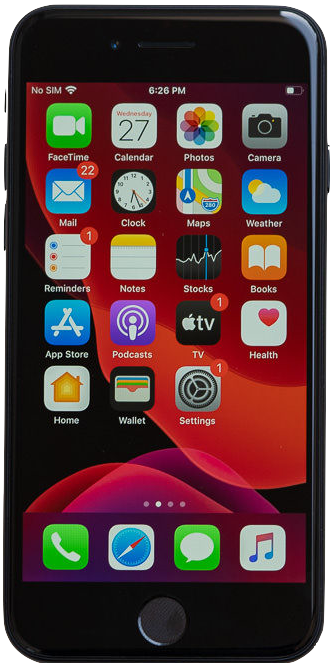 No SIM 6:26 PM
Wednesday
27
FaceTime Calendar Photos Camera
22
280
Mail Clock Maps Weather
1
Reminders Notes Stocks Books
1
tv
App Store Podcasts TV Health
1
Home Wallet Settings